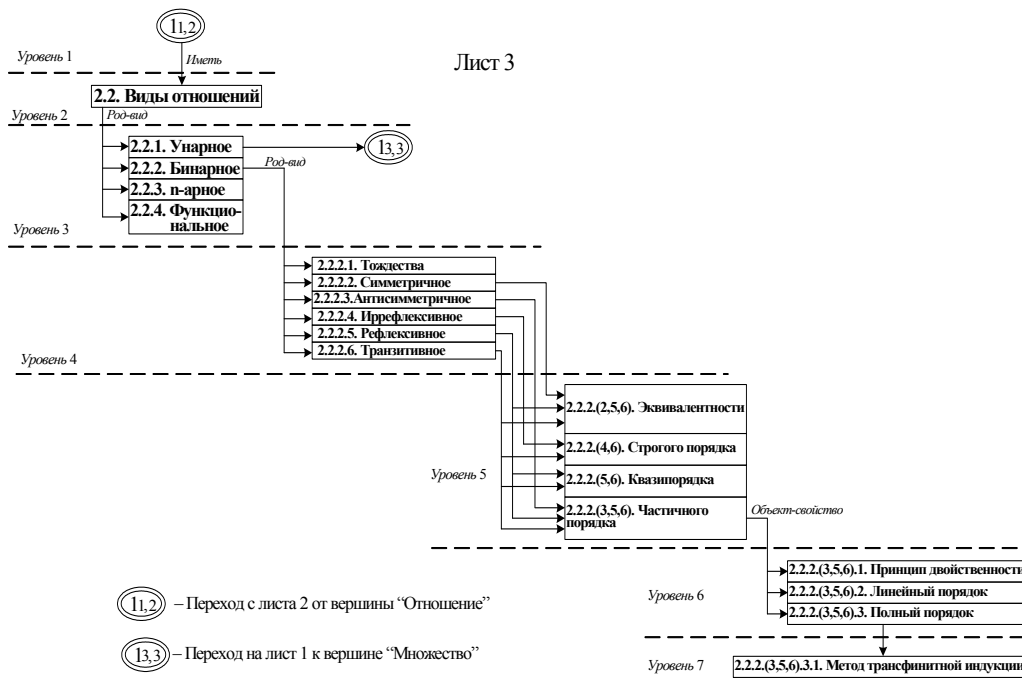 11,2
Уровень 1
Иметь
Лист 3
2.2. Виды отношений
Уровень 2
Род-вид
2.2.1. Унарное
13,3
2.2.2. Бинарное
Род-вид
2.2.3. n-арное
2.2.4. Функцио-
нальное
Уровень 3
2.2.2.1. Тождества
2.2.2.2. Симметричное
2.2.2.3.Антисимметричное
2.2.2.4. Иррефлексивное
2.2.2.5. Рефлексивное
2.2.2.6. Транзитивное
Уровень 4
2.2.2.(2,5,6). Эквивалентности
2.2.2.(4,6). Строгого порядка
Уровень 5
2.2.2.(5,6). Квазипорядка
2.2.2.(3,5,6). Частичного
порядка
Объект-свойство
2.2.2.(3,5,6).1. Принцип двойственности
Уровень 6
2.2.2.(3,5,6).2. Линейный порядок
2.2.2.(3,5,6).3. Полный порядок
11,2 – Переход с листа 2 от вершины “Отношение”
13,3 – Переход на лист 1 к вершине “Множество”
Уровень 7
2.2.2.(3,5,6).3.1. Метод трансфинитной индукции